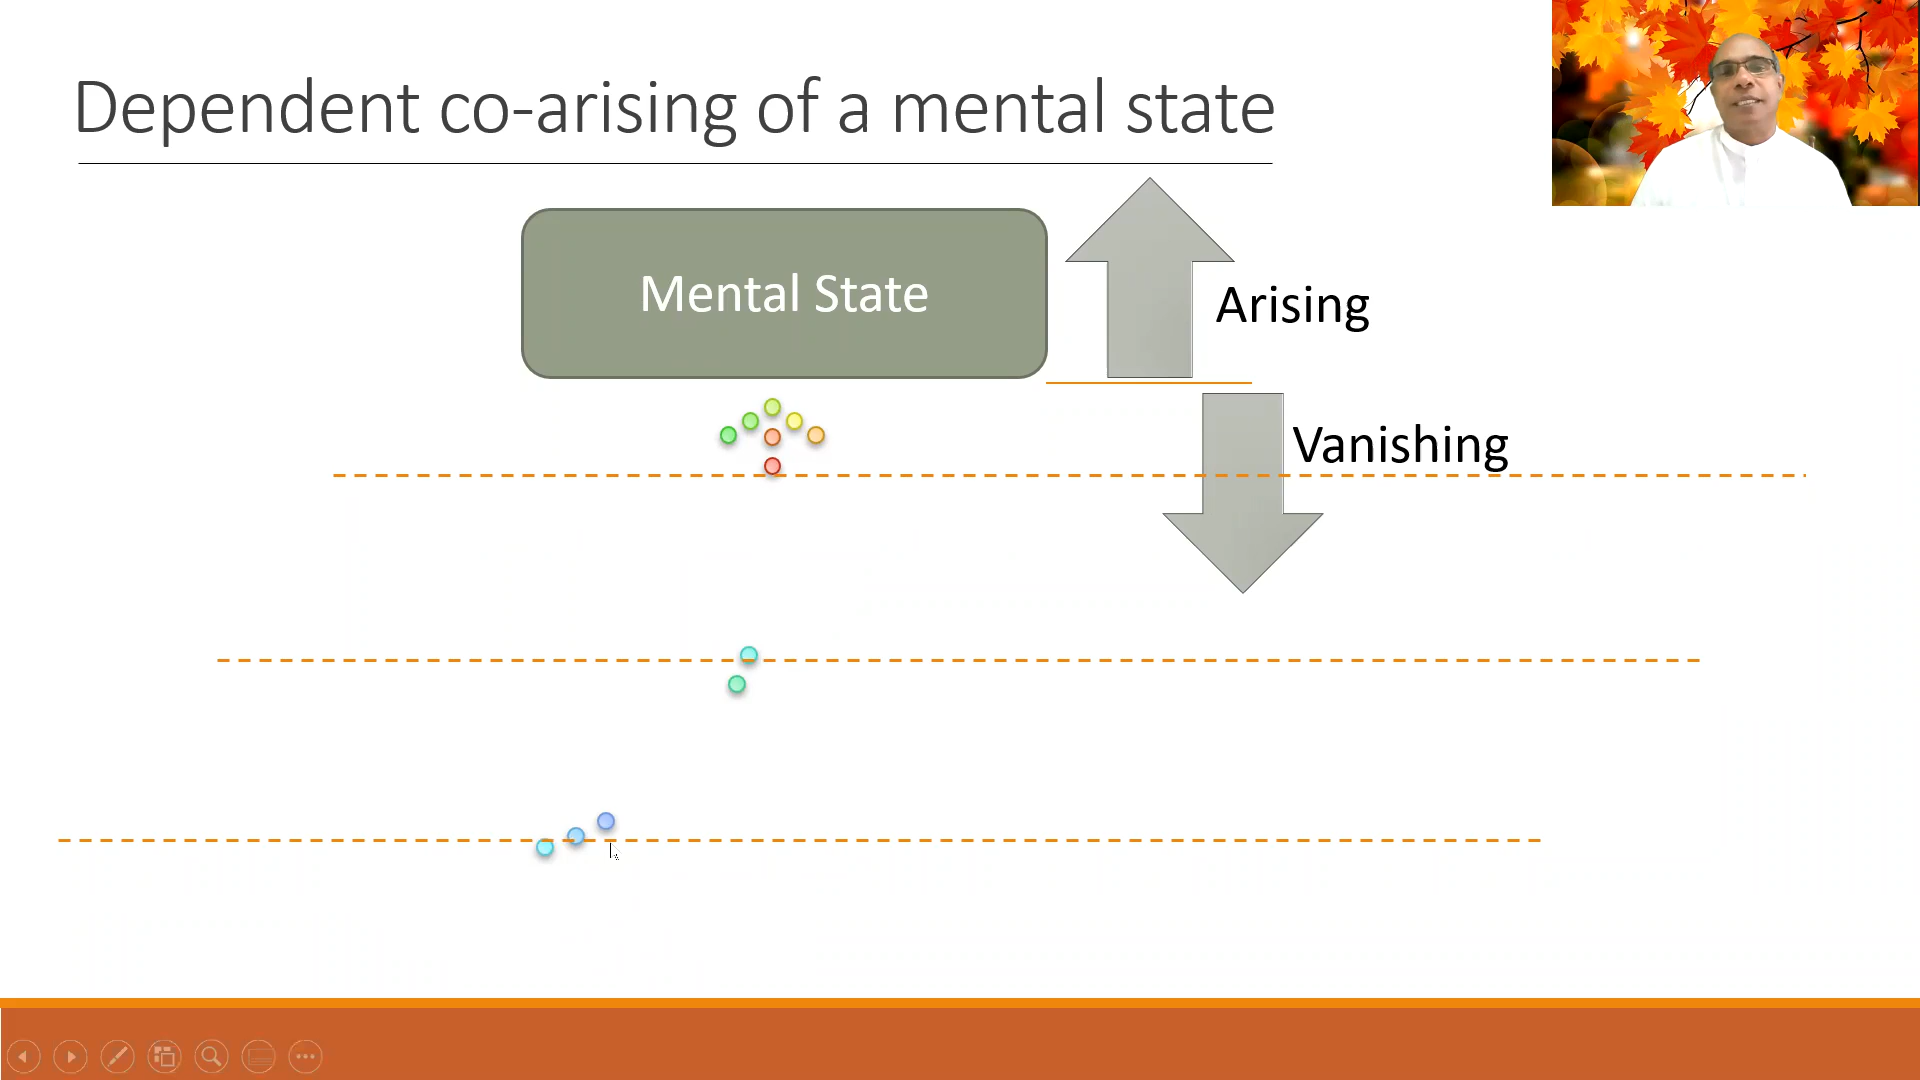 Dependent co-arising of a mental state
Mental State
Arising
Vanishing